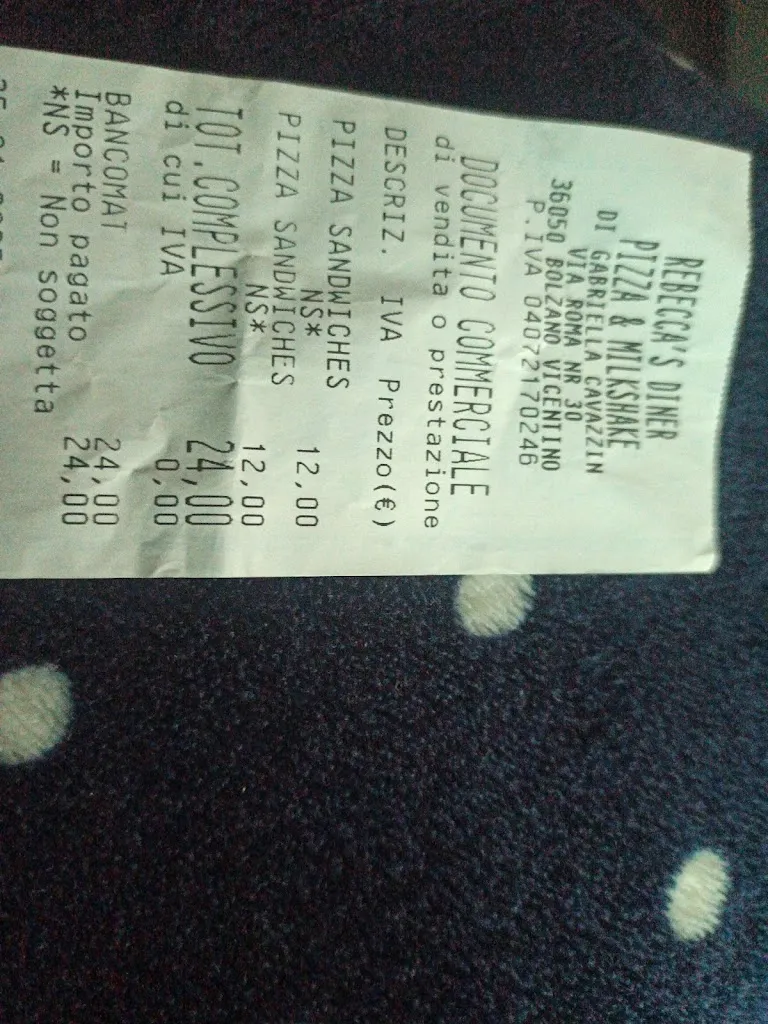 REBECCA'S DINER
PIZZA & MILKSHAKE
DI GABRIELLA CAVAZZIN
VIA ROMA NR 30
36050 BOLZANO VICENTINO
P.IVA 04072170246
DOCUMENTO COMMERCIALE
di vendita o prestazione
DESCRIZ. IVA Prezzo(€)
PIZZA SANDWICHES
NS* 12,00
PIZZA SANDWICHES
NS* 12,00
TOT.COMPLESSIVO 24,00
di cui IVA 0,00
BANCOMAT 24,00
Importo pagato 24,00
*NS = Non soggetta